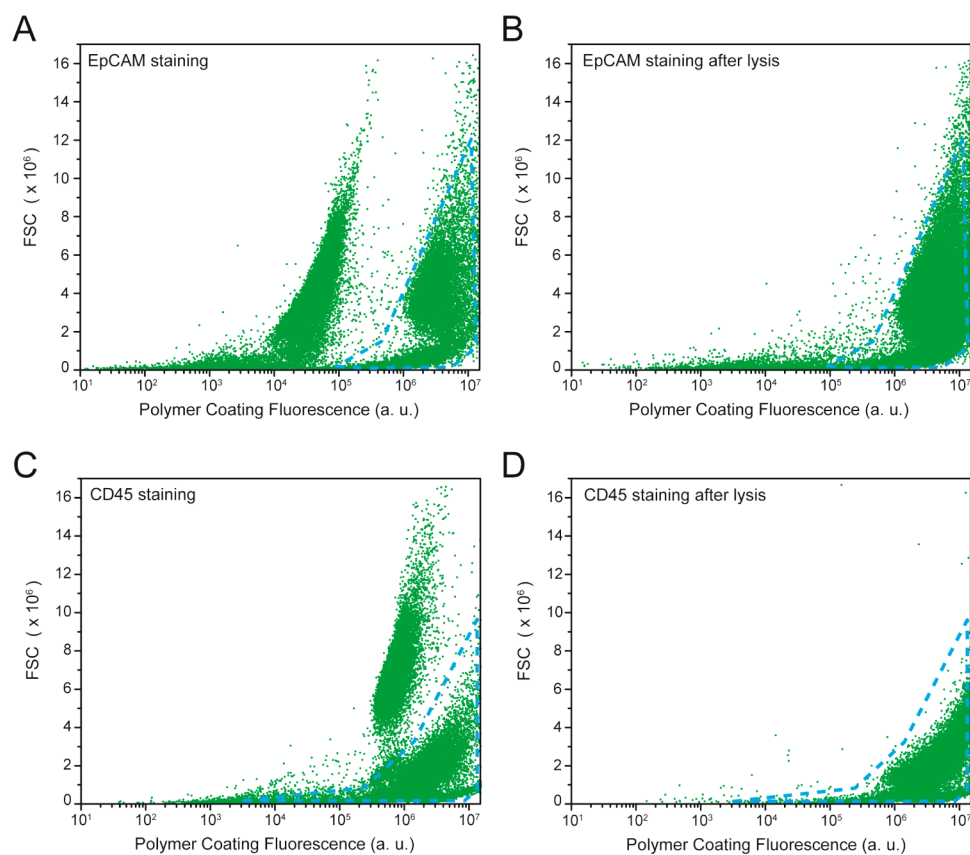 A
EpCAM staining
16
14
12
10
8
6
4
2
0
FSC ( x 10⁶ )
10¹ 10² 10³ 10⁴ 10⁵ 10⁶ 10⁷
Polymer Coating Fluorescence (a. u.)
B
EpCAM staining after lysis
16
14
12
10
8
6
4
2
0
FSC ( x 10⁶ )
10¹ 10² 10³ 10⁴ 10⁵ 10⁶ 10⁷
Polymer Coating Fluorescence (a. u.)
C
CD45 staining
16
14
12
10
8
6
4
2
0
FSC ( x 10⁶ )
10¹ 10² 10³ 10⁴ 10⁵ 10⁶ 10⁷
Polymer Coating Fluorescence (a. u.)
D
CD45 staining after lysis
16
14
12
10
8
6
4
2
0
FSC ( x 10⁶ )
10¹ 10² 10³ 10⁴ 10⁵ 10⁶ 10⁷
Polymer Coating Fluorescence (a. u.)